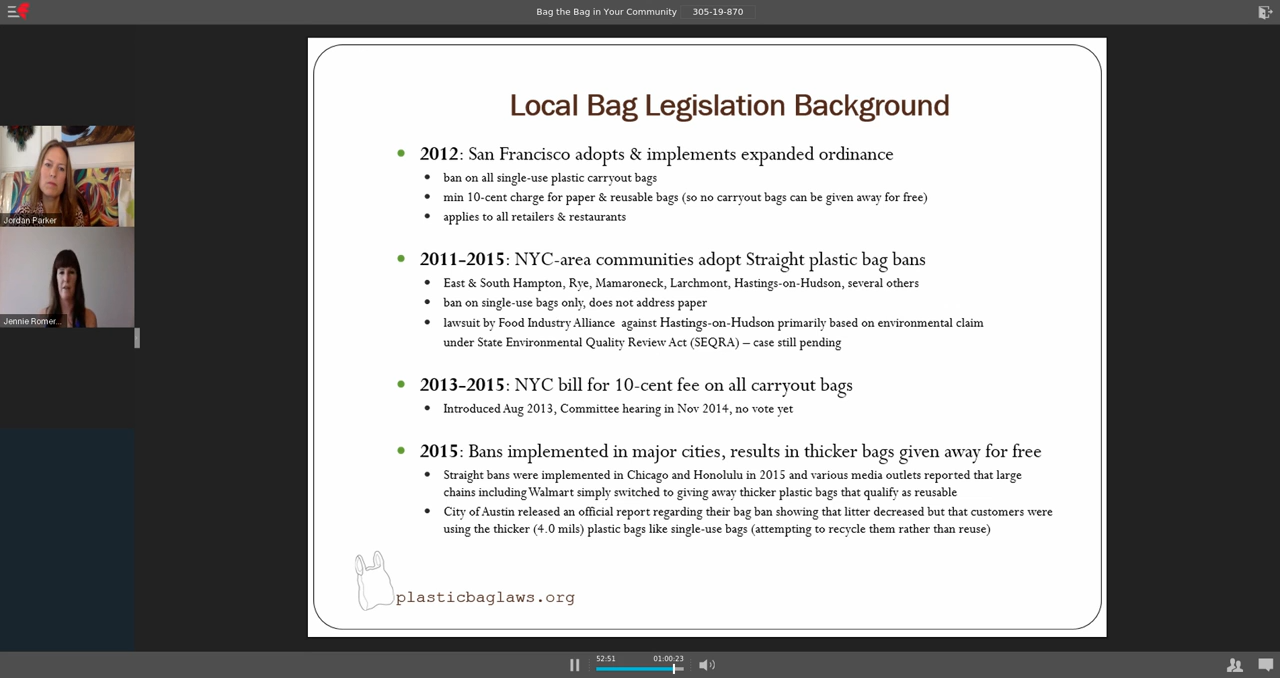 Bag the Bag in Your Community 305-19-870
Jordan Parker
Jennie Romer...
Local Bag Legislation Background
2012: San Francisco adopts & implements expanded ordinance
ban on all single-use plastic carryout bags
min 10-cent charge for paper & reusable bags (so no carryout bags can be given away for free)
applies to all retailers & restaurants
2011-2015: NYC-area communities adopt Straight plastic bag bans
East & South Hampton, Rye, Mamaroneck, Larchmont, Hastings-on-Hudson, several others
ban on single-use bags only, does not address paper
lawsuit by Food Industry Alliance against Hastings-on-Hudson primarily based on environmental claim
under State Environmental Quality Review Act (SEQRA) – case still pending
2013-2015: NYC bill for 10-cent fee on all carryout bags
Introduced Aug 2013, Committee hearing in Nov 2014, no vote yet
2015: Bans implemented in major cities, results in thicker bags given away for free
Straight bans were implemented in Chicago and Honolulu in 2015 and various media outlets reported that large
chains including Walmart simply switched to giving away thicker plastic bags that qualify as reusable
City of Austin released an official report regarding their bag ban showing that litter decreased but that customers were
using the thicker (4.0 mils) plastic bags like single-use bags (attempting to recycle them rather than reuse)
plasticbaglaws.org
52:51 01:00:23